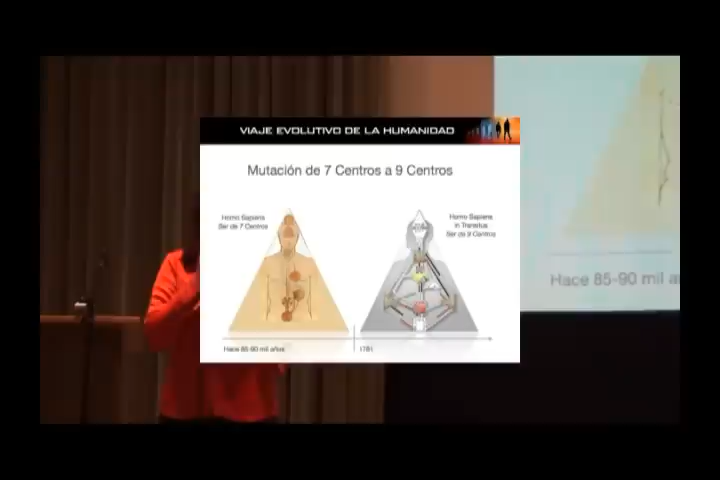 VIAJE EVOLUTIVO DE LA HUMANIDAD
Mutación de 7 Centros a 9 Centros
Homo Sapiens
Ser de 7 Centros
Homo Sapiens
in Transitus
Ser de 9 Centros
Hace 85-90 mil años
1781
Hace 85-90 mil a